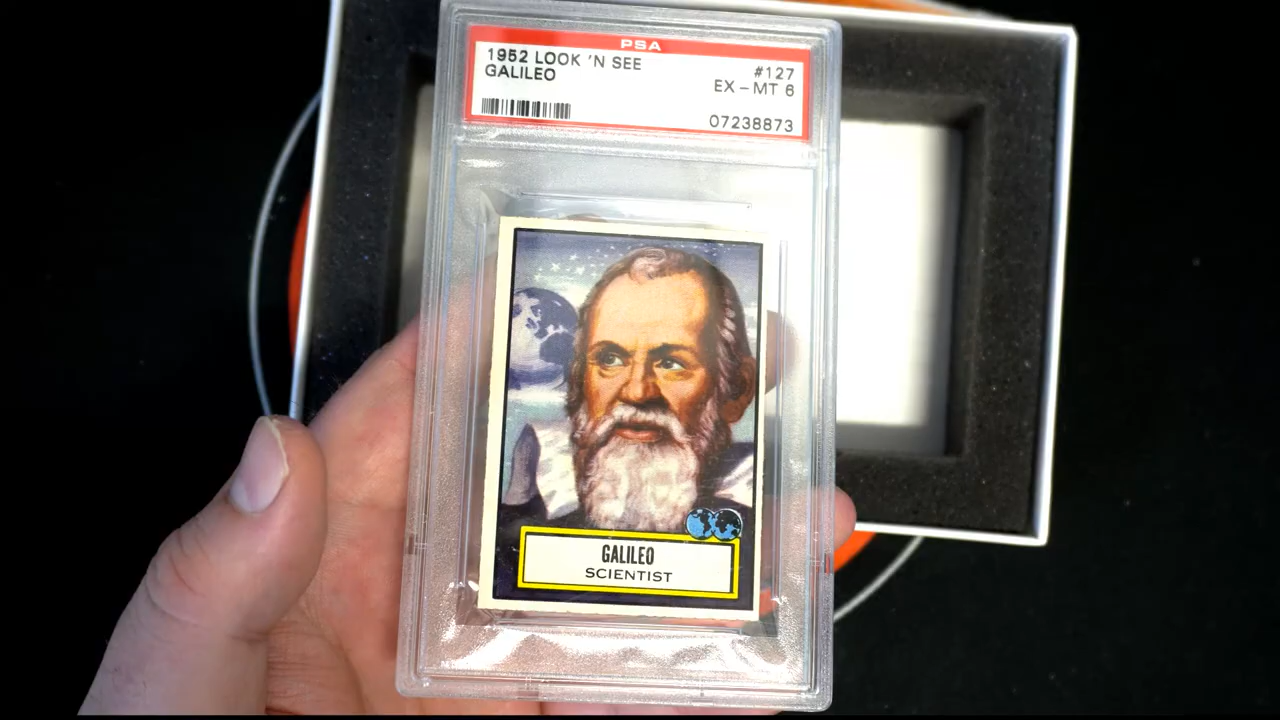 PSA
1952 LOOK 'N SEE
GALILEO
#127
EX - MT 6
07238873
GALILEO
SCIENTIST